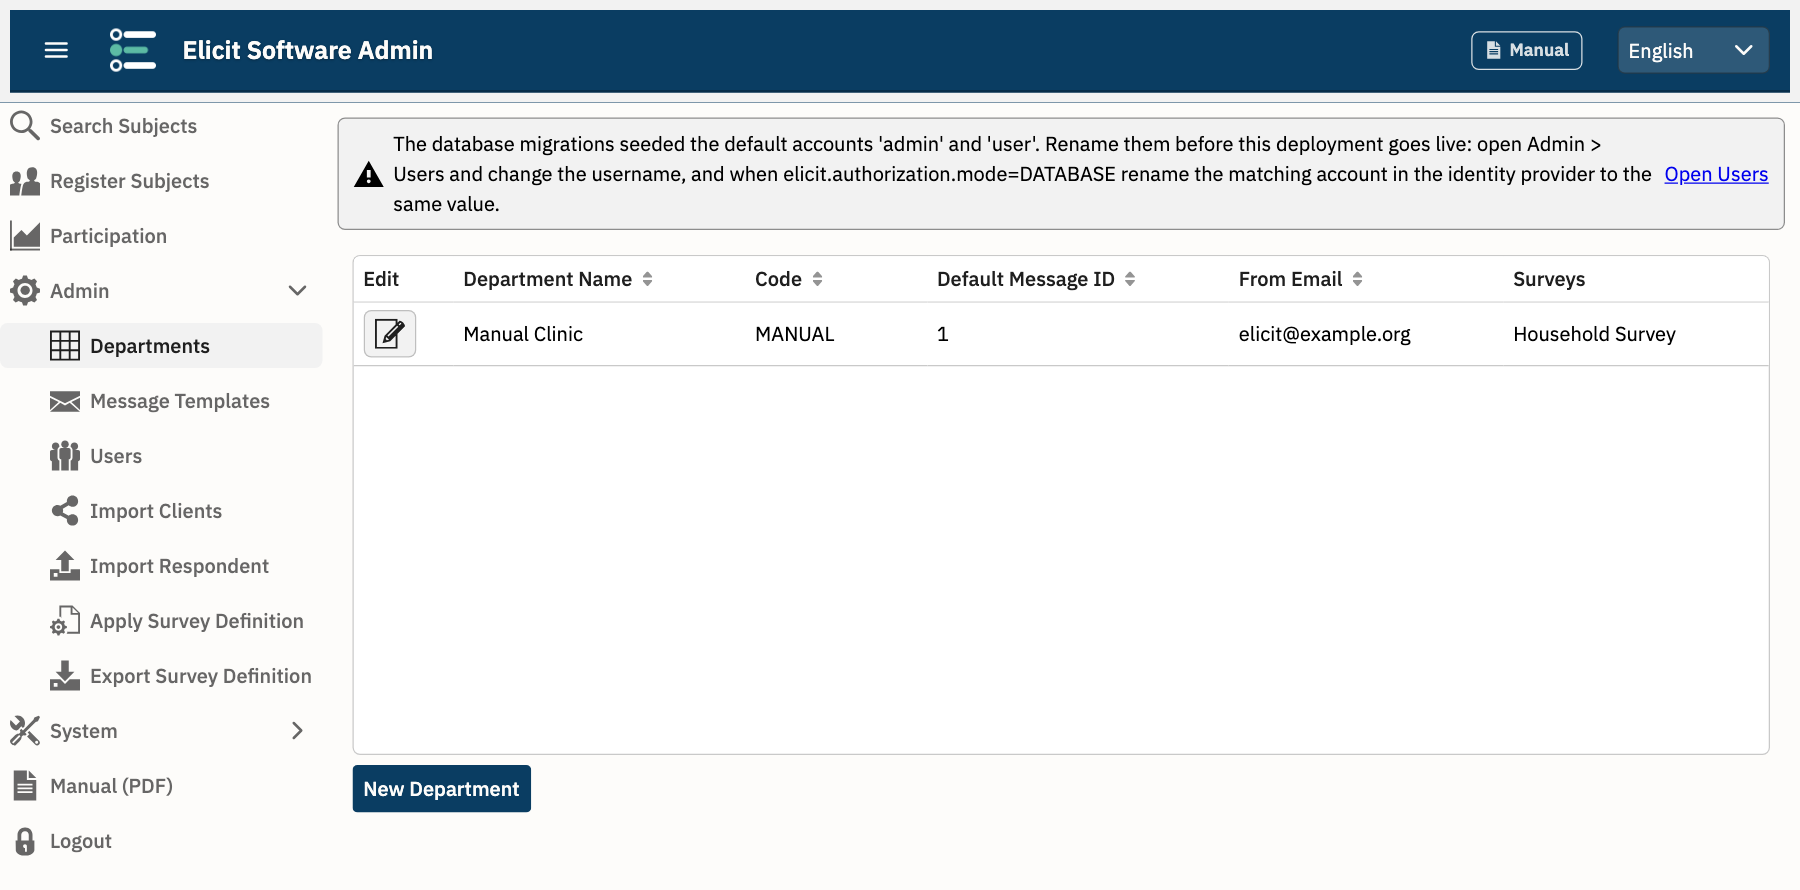 Elicit Software Admin
Manual
English
Search Subjects
Register Subjects
Participation
Admin
Departments
Message Templates
Users
Import Clients
Import Respondent
Apply Survey Definition
Export Survey Definition
System
Manual (PDF)
Logout
The database migrations seeded the default accounts 'admin' and 'user'. Rename them before this deployment goes live: open Admin >
Users and change the username, and when elicit.authorization.mode=DATABASE rename the matching account in the identity provider to the
same value.
Open Users
Edit Department Name Code Default Message ID From Email Surveys
Manual Clinic MANUAL 1 elicit@example.org Household Survey
New Department